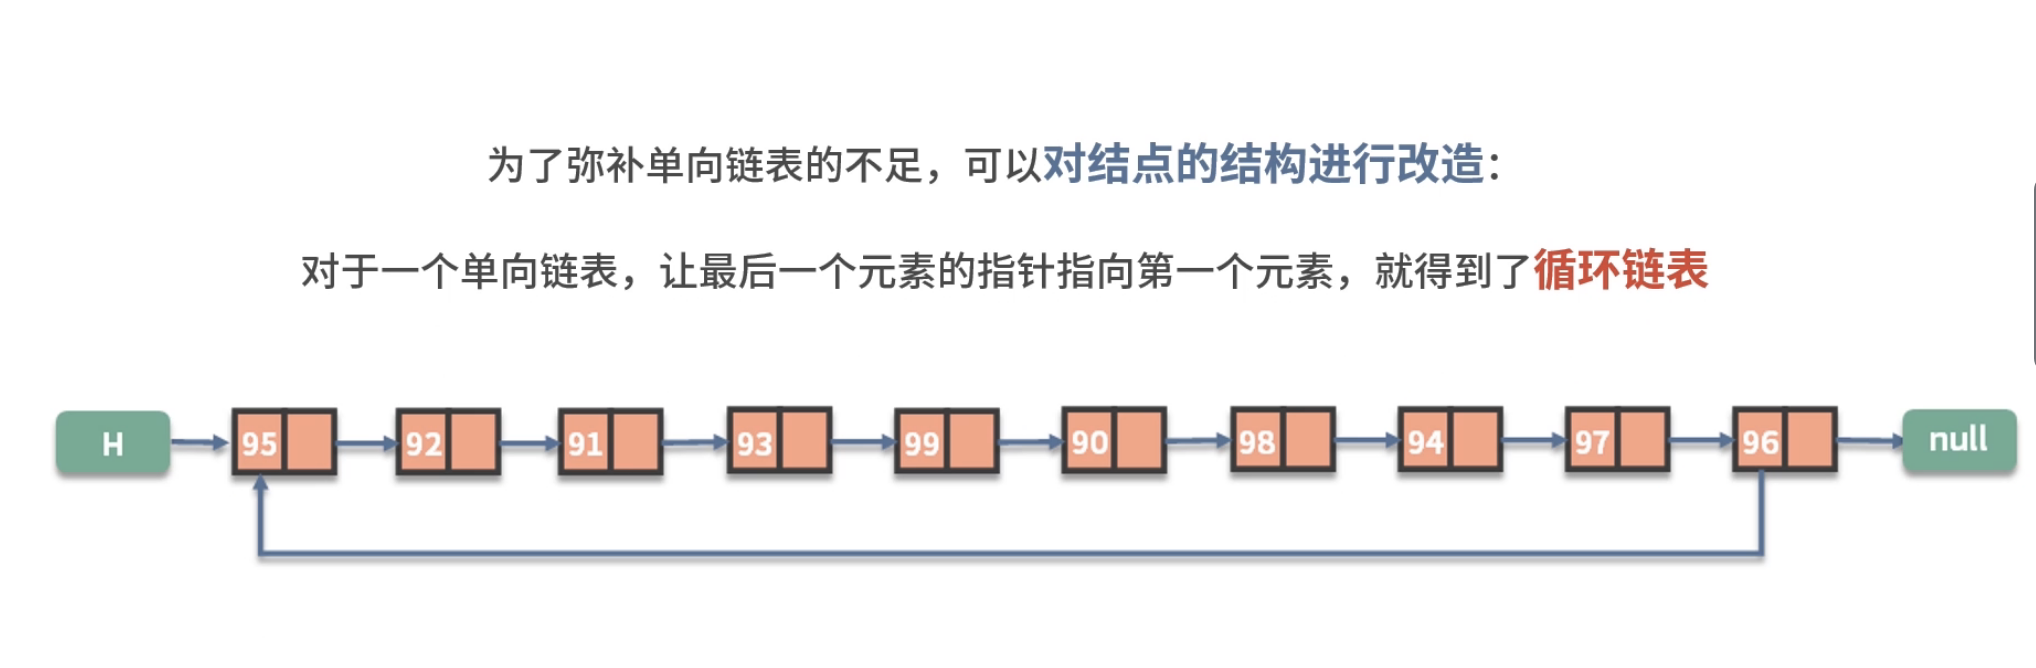 为了弥补单向链表的不足，可以对结点的结构进行改造：
对于一个单向链表，让最后一个元素的指针指向第一个元素，就得到了循环链表
H 95 92 91 93 99 90 98 94 97 96 null